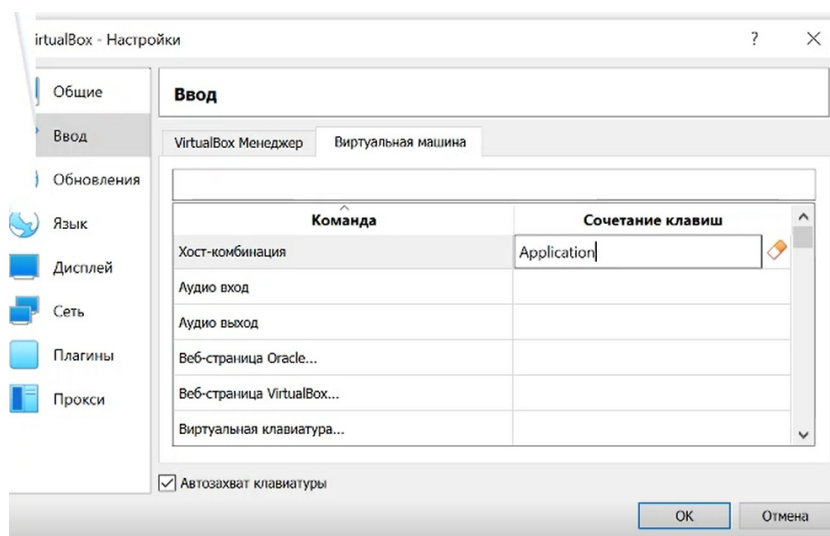 irtualBox - Настройки ?
Общие
Ввод
Обновления
Язык
Дисплей
Сеть
Плагины
Прокси
Ввод
VirtualBox Менеджер Виртуальная машина
Команда Сочетание клавиш
Хост-комбинация Application
Аудио вход
Аудио выход
Веб-страница Oracle...
Веб-страница VirtualBox...
Виртуальная клавиатура...
Автозахват клавиатуры
OK Отмена